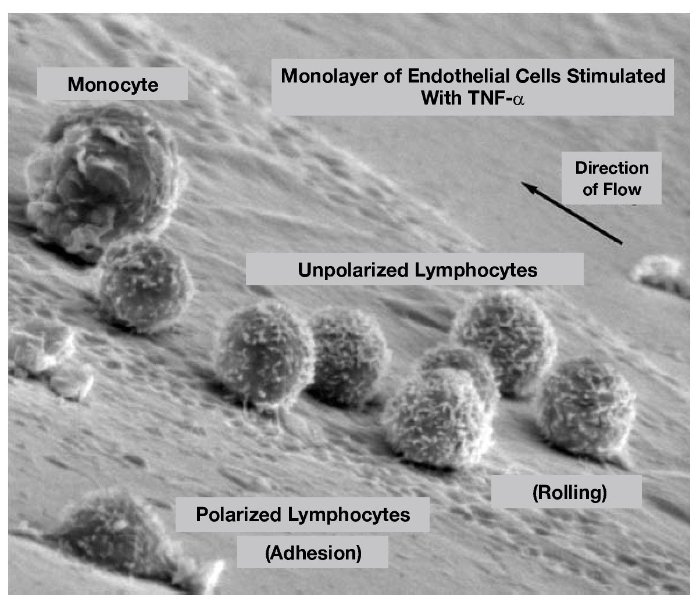 Monocyte
Monolayer of Endothelial Cells Stimulated
With TNF-α
Direction
of Flow
Unpolarized Lymphocytes
(Rolling)
Polarized Lymphocytes
(Adhesion)